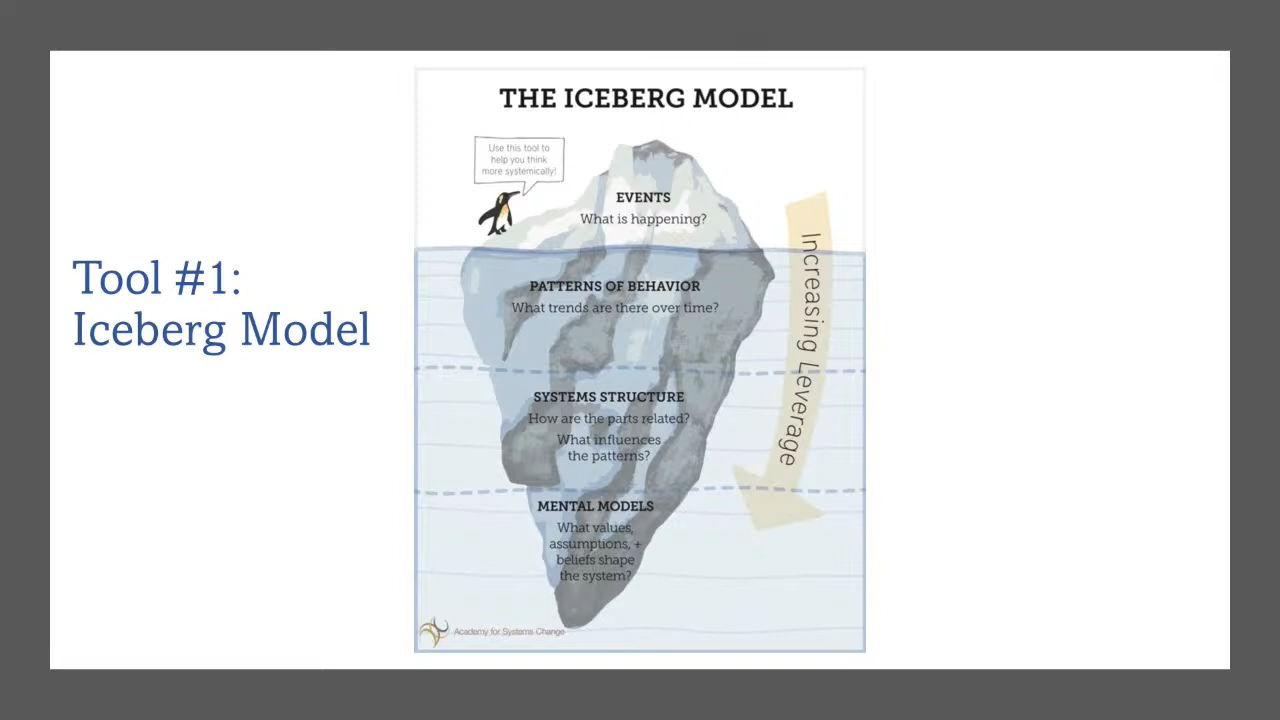 Tool #1:
Iceberg Model
THE ICEBERG MODEL
Use this tool to
help you think
more systemically!
EVENTS
What is happening?
PATTERNS OF BEHAVIOR
What trends are there over time?
SYSTEMS STRUCTURE
How are the parts related?
What influences
the patterns?
MENTAL MODELS
What values,
assumptions, +
beliefs shape
the system?
Increasing Leverage
Academy for Systems Change